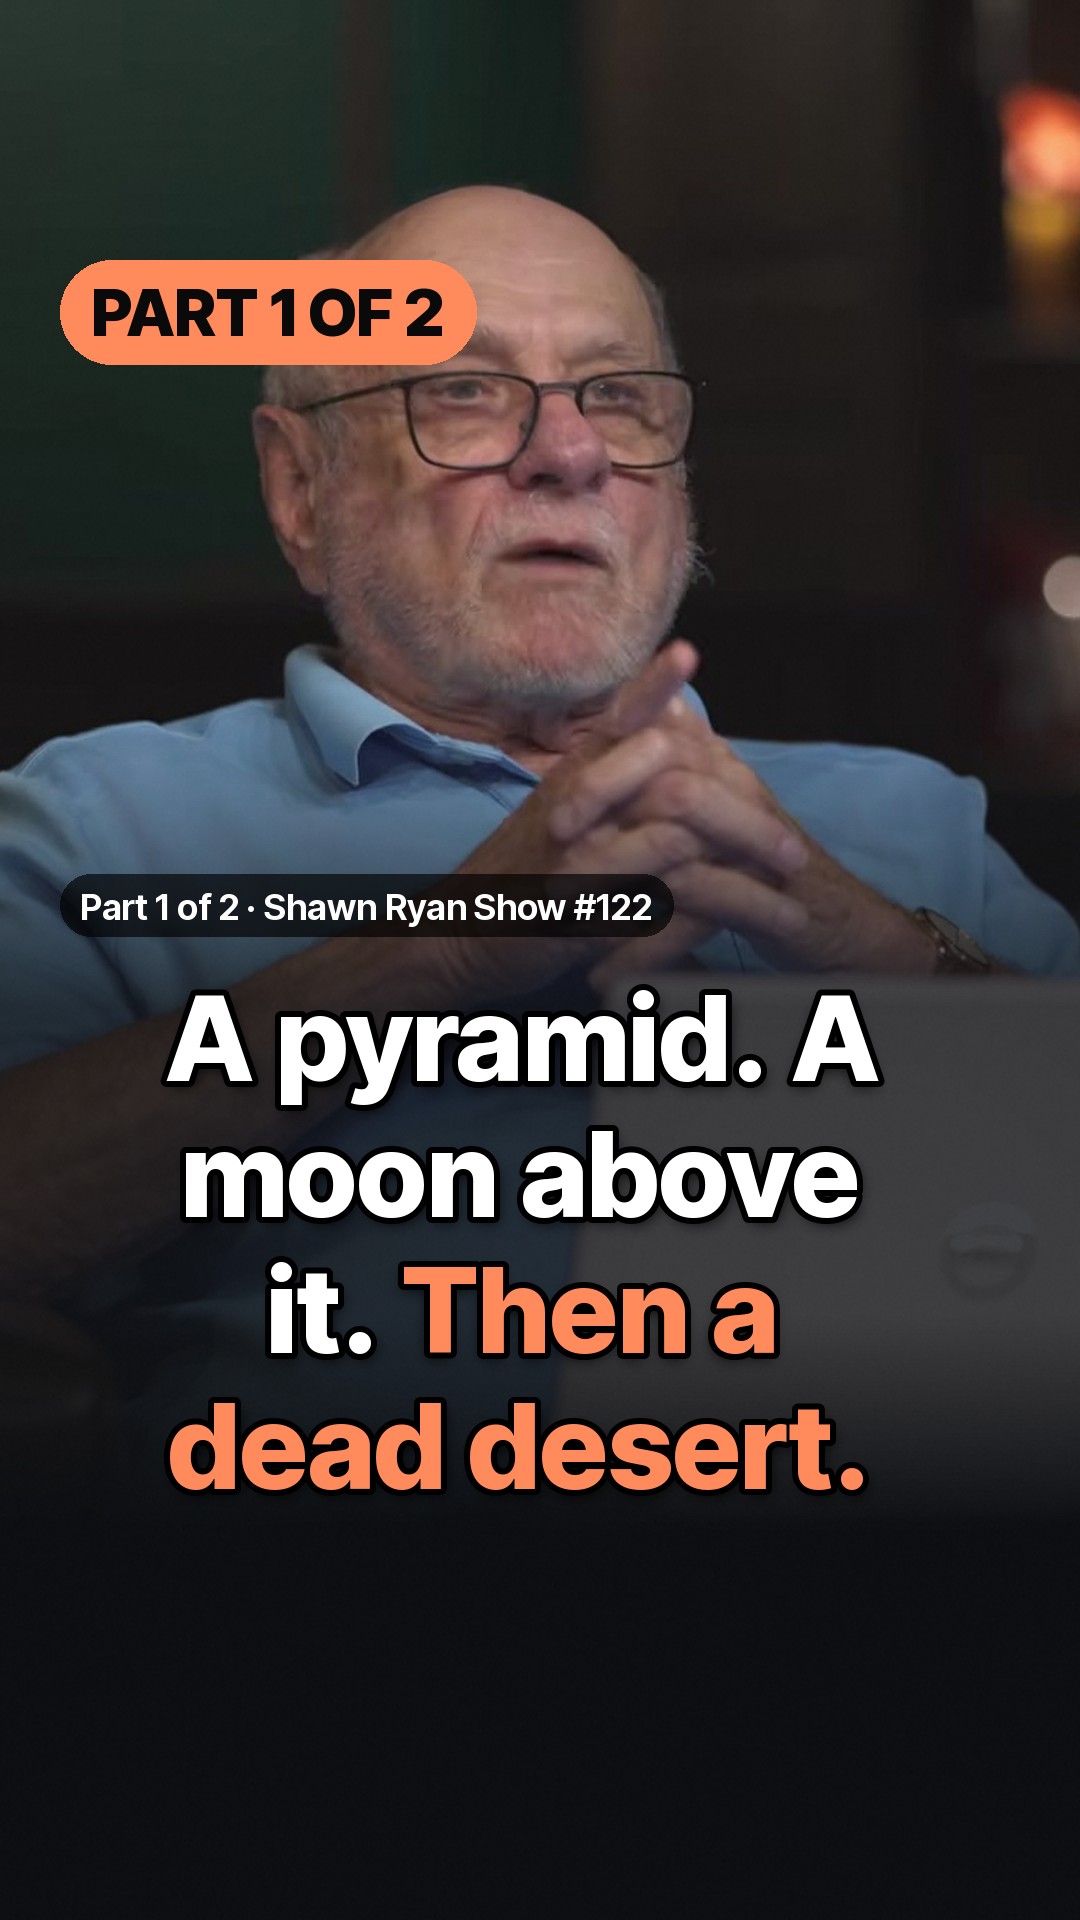 PART 1 OF 2
Part 1 of 2 · Shawn Ryan Show #122
A pyramid. A
moon above
it. Then a
dead desert.